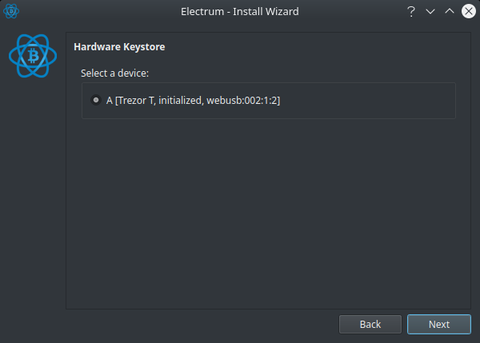 Electrum - Install Wizard
Hardware Keystore
Select a device:
A [Trezor T, initialized, webusb:002:1:2]
Back
Next